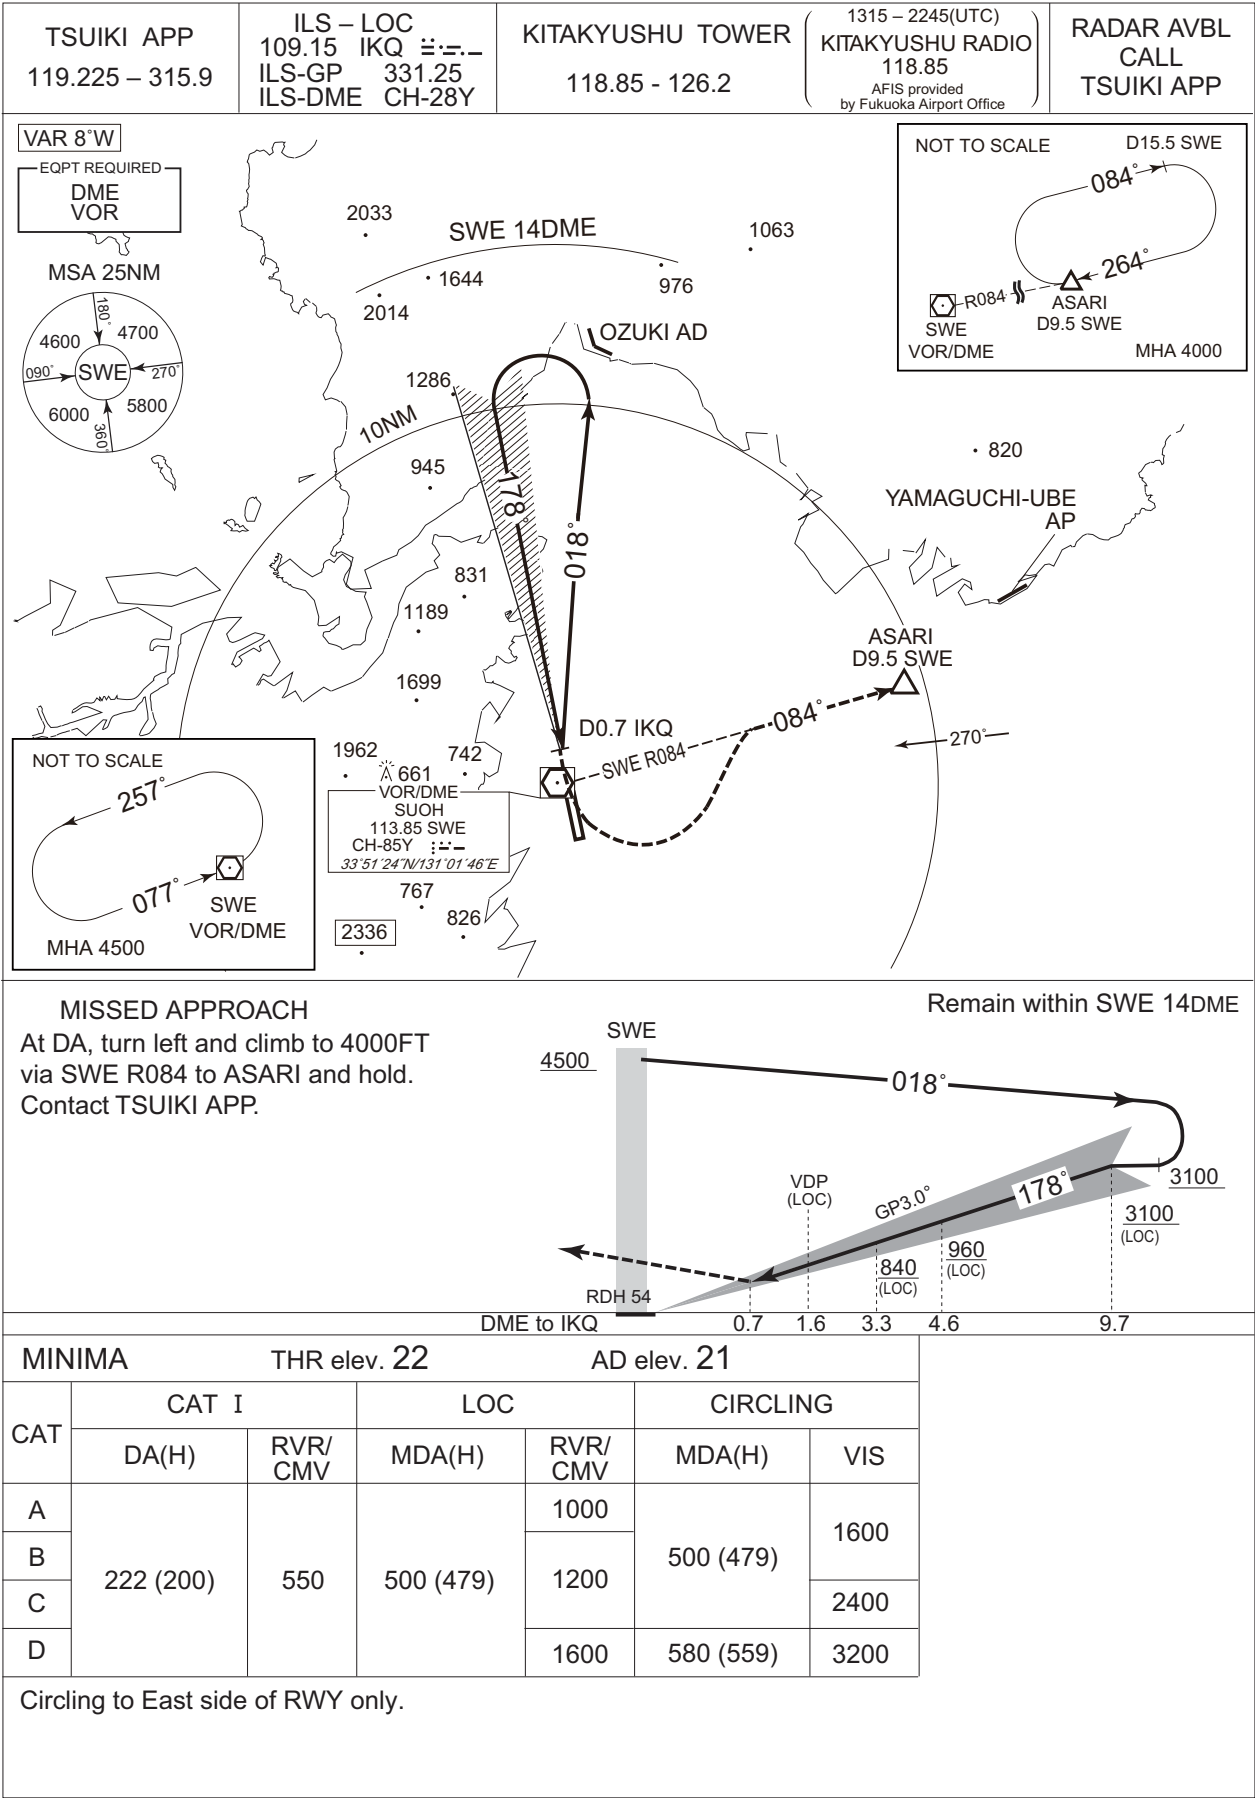 TSUIKI APP
119.225 – 315.9
ILS – LOC
109.15 IKQ
ILS-GP 331.25
ILS-DME CH-28Y
KITAKYUSHU TOWER
118.85 - 126.2
1315 – 2245(UTC)
KITAKYUSHU RADIO
118.85
AFIS provided
by Fukuoka Airport Office
RADAR AVBL
CALL
TSUIKI APP
VAR 8°W
EQPT REQUIRED
DME
VOR
MSA 25NM
180°
4600
4700
090°
SWE
270°
6000
5800
360°
NOT TO SCALE
D15.5 SWE
084°
264°
R084
ASARI
D9.5 SWE
SWE
VOR/DME
MHA 4000
2033
SWE 14DME
1063
1644
976
2014
OZUKI AD
1286
10NM
945
820
178°
018°
YAMAGUCHI-UBE
AP
831
1189
ASARI
D9.5 SWE
1699
D0.7 IKQ
084°
SWE R084
270°
1962
661
742
VOR/DME
SUOH
113.85 SWE
CH-85Y
33°51´24˝N/131°01´46˝E
767
826
2336
NOT TO SCALE
257°
077°
SWE
VOR/DME
MHA 4500
MISSED APPROACH
At DA, turn left and climb to 4000FT
via SWE R084 to ASARI and hold.
Contact TSUIKI APP.
Remain within SWE 14DME
SWE
4500
018°
VDP
(LOC)
GP3.0°
178°
3100
3100
(LOC)
960
(LOC)
840
(LOC)
RDH 54
DME to IKQ 0.7 1.6 3.3 4.6 9.7
MINIMA THR elev. 22 AD elev. 21
CAT
CAT I
LOC
CIRCLING
DA(H)
RVR/
CMV
MDA(H)
RVR/
CMV
MDA(H)
VIS
A
B
C
D
222 (200)
550
500 (479)
1000
1200
1600
500 (479)
580 (559)
1600
2400
3200
Circling to East side of RWY only.